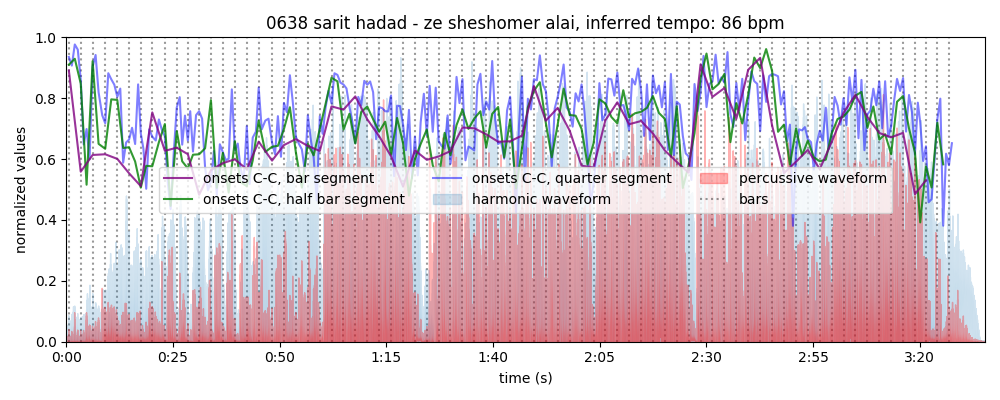 0638 sarit hadad - ze sheshomer alai, inferred tempo: 86 bpm
1.0
0.8
0.6
0.4
0.2
0.0
normalized values
onsets C-C, bar segment
onsets C-C, half bar segment
onsets C-C, quarter segment
harmonic waveform
percussive waveform
bars
0:00 0:25 0:50 1:15 1:40 2:05 2:30 2:55 3:20
time (s)